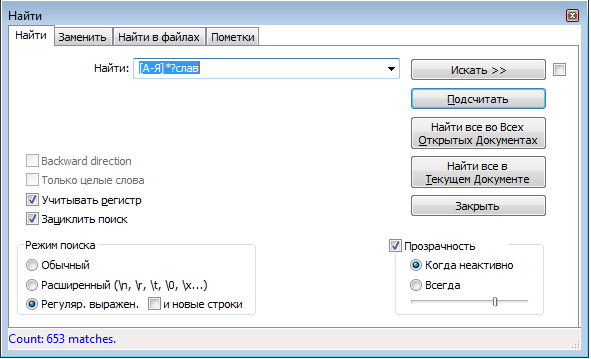 Найти
Найти Заменить Найти в файлах Пометки
Найти: [А-Я]*?слав Искать >>
Подсчитать
Найти все во Всех
Открытых Документах
Backward direction
Найти все в
Текущем Документе
Только целые слова
Учитывать регистр Закрыть
Зациклить поиск
Режим поиска Прозрачность
Обычный Когда неактивно
Расширенный (\n, \r, \t, \0, \x...) Всегда
Регуляр. выражен. и новые строки
Count: 653 matches.